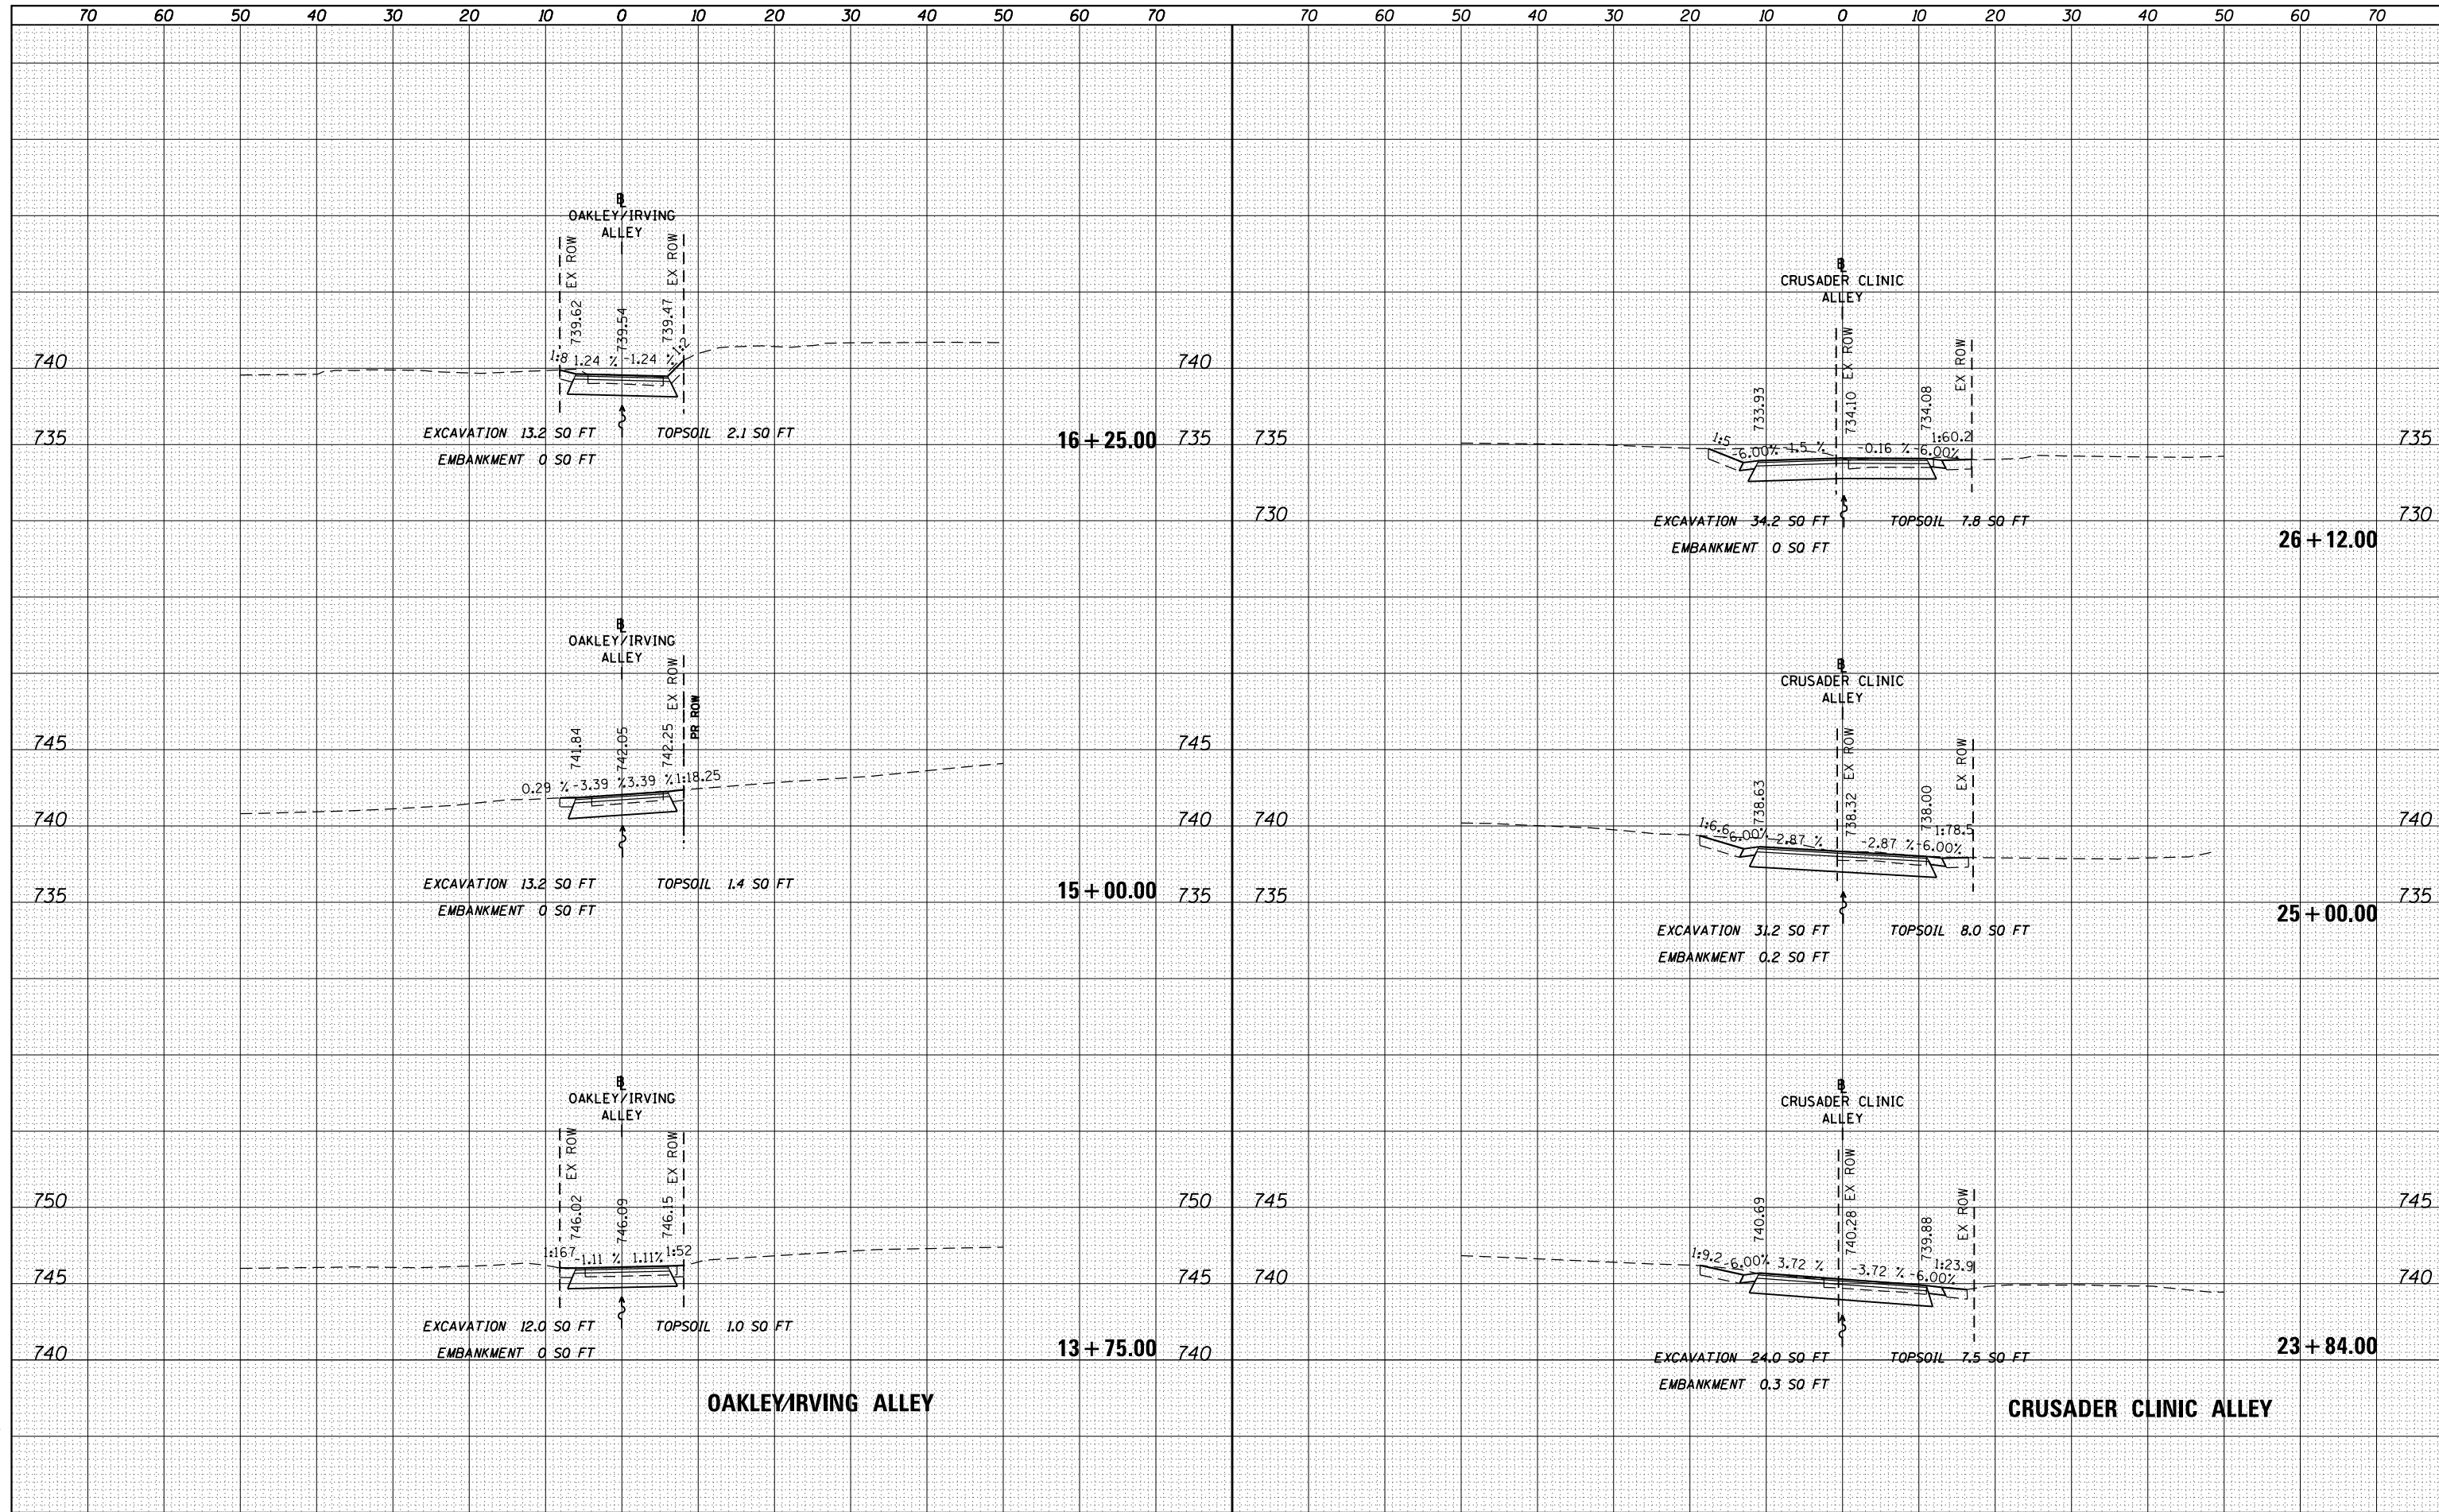 70 60 50 40 30 20 10 0 10 20 30 40 50 60 70
70 60 50 40 30 20 10 0 10 20 30 40 50 60 70
BL
OAKLEY/IRVING
ALLEY
EX ROW
EX ROW
739.62
739.54
739.47
1:8 1.24 % -1.24 % 1:2
740 740
735 735
EXCAVATION 13.2 SQ FT TOPSOIL 2.1 SQ FT
EMBANKMENT 0 SQ FT
16+25.00
BL
OAKLEY/IRVING
ALLEY
EX ROW
PR ROW
741.84
742.05
742.25
0.29 % -3.39 % 3.39 % 1:18.25
745 745
740 740
735 735
EXCAVATION 13.2 SQ FT TOPSOIL 1.4 SQ FT
EMBANKMENT 0 SQ FT
15+00.00
BL
OAKLEY/IRVING
ALLEY
EX ROW
EX ROW
746.02
746.09
746.15
1:167 -1.11 % 1.11% 1:52
750 750
745 745
740 740
EXCAVATION 12.0 SQ FT TOPSOIL 1.0 SQ FT
EMBANKMENT 0 SQ FT
13+75.00
OAKLEY/IRVING ALLEY
BL
CRUSADER CLINIC
ALLEY
EX ROW
EX ROW
733.93
734.10
734.08
1:5 -6.00% 1.5 % -0.16 % -6.00% 1:60.2
740
735 735
730 730
EXCAVATION 34.2 SQ FT TOPSOIL 7.8 SQ FT
EMBANKMENT 0 SQ FT
26+12.00
BL
CRUSADER CLINIC
ALLEY
EX ROW
EX ROW
738.63
738.32
738.00
1:6.6 -6.00% 2.87 % -2.87 % -6.00% 1:78.5
745
740 740
735 735
EXCAVATION 31.2 SQ FT TOPSOIL 8.0 SQ FT
EMBANKMENT 0.2 SQ FT
25+00.00
BL
CRUSADER CLINIC
ALLEY
EX ROW
EX ROW
740.69
740.28
739.88
1:9.2 -6.00% 3.72 % -3.72 % -6.00% 1:23.9
745 745
740 740
EXCAVATION 24.0 SQ FT TOPSOIL 7.5 SQ FT
EMBANKMENT 0.3 SQ FT
23+84.00
CRUSADER CLINIC ALLEY